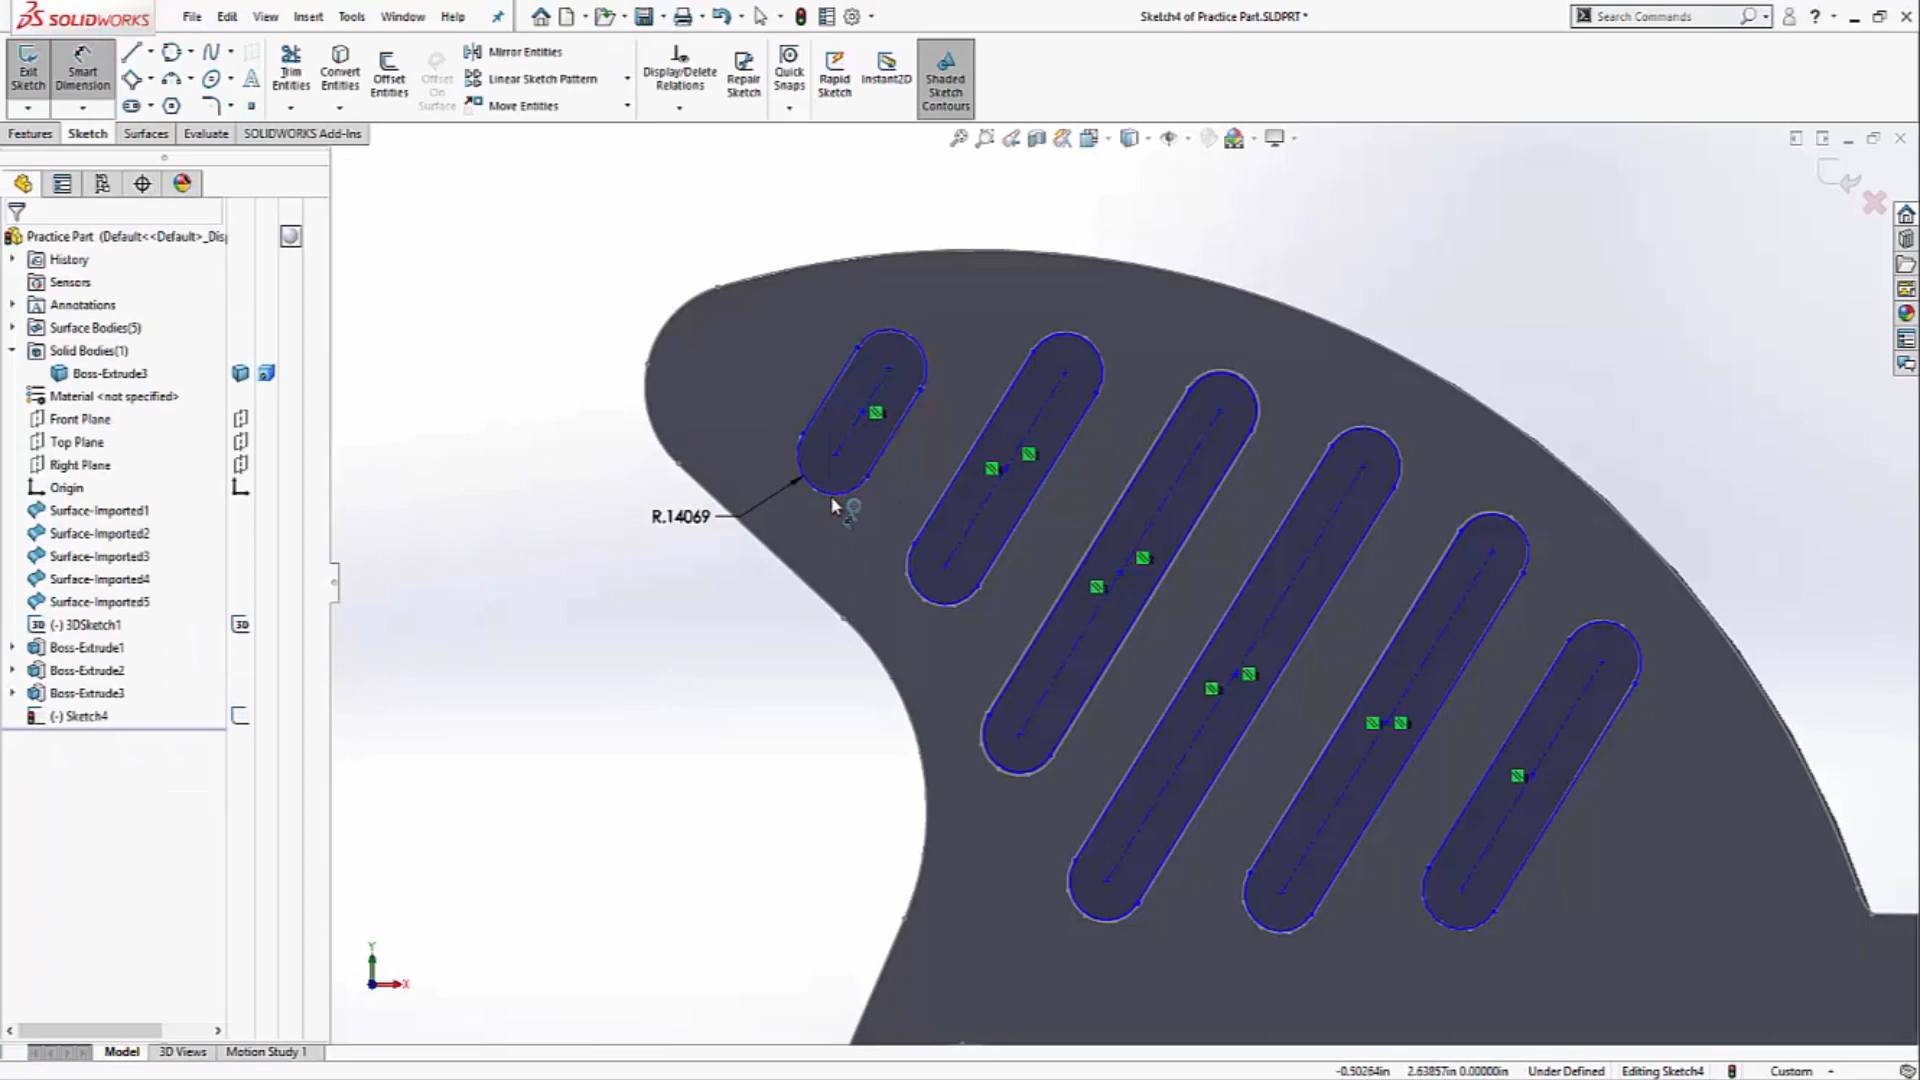 SOLIDWORKS
File Edit View Insert Tools Window Help
Sketch4 of Practice Part.SLDPRT *
Search Commands
?
Exit Sketch
Smart Dimension
Trim Entities
Convert Entities
Offset Entities
Offset On Surface
Mirror Entities
Linear Sketch Pattern
Move Entities
Display/Delete Relations
Repair Sketch
Quick Snaps
Rapid Sketch
Instant2D
Shaded Sketch Contours
Features Sketch Surfaces Evaluate SOLIDWORKS Add-Ins
Practice Part (Default<<Default>_Disp
History
Sensors
Annotations
Surface Bodies(5)
Solid Bodies(1)
Boss-Extrude3
Material <not specified>
Front Plane
Top Plane
Right Plane
Origin
Surface-Imported1
Surface-Imported2
Surface-Imported3
Surface-Imported4
Surface-Imported5
(-) 3DSketch1
Boss-Extrude1
Boss-Extrude2
Boss-Extrude3
(-) Sketch4
R.14069
Y
X
Model 3D Views Motion Study 1
-0.50264in 2.63857in 0.00000in Under Defined Editing Sketch4 Custom